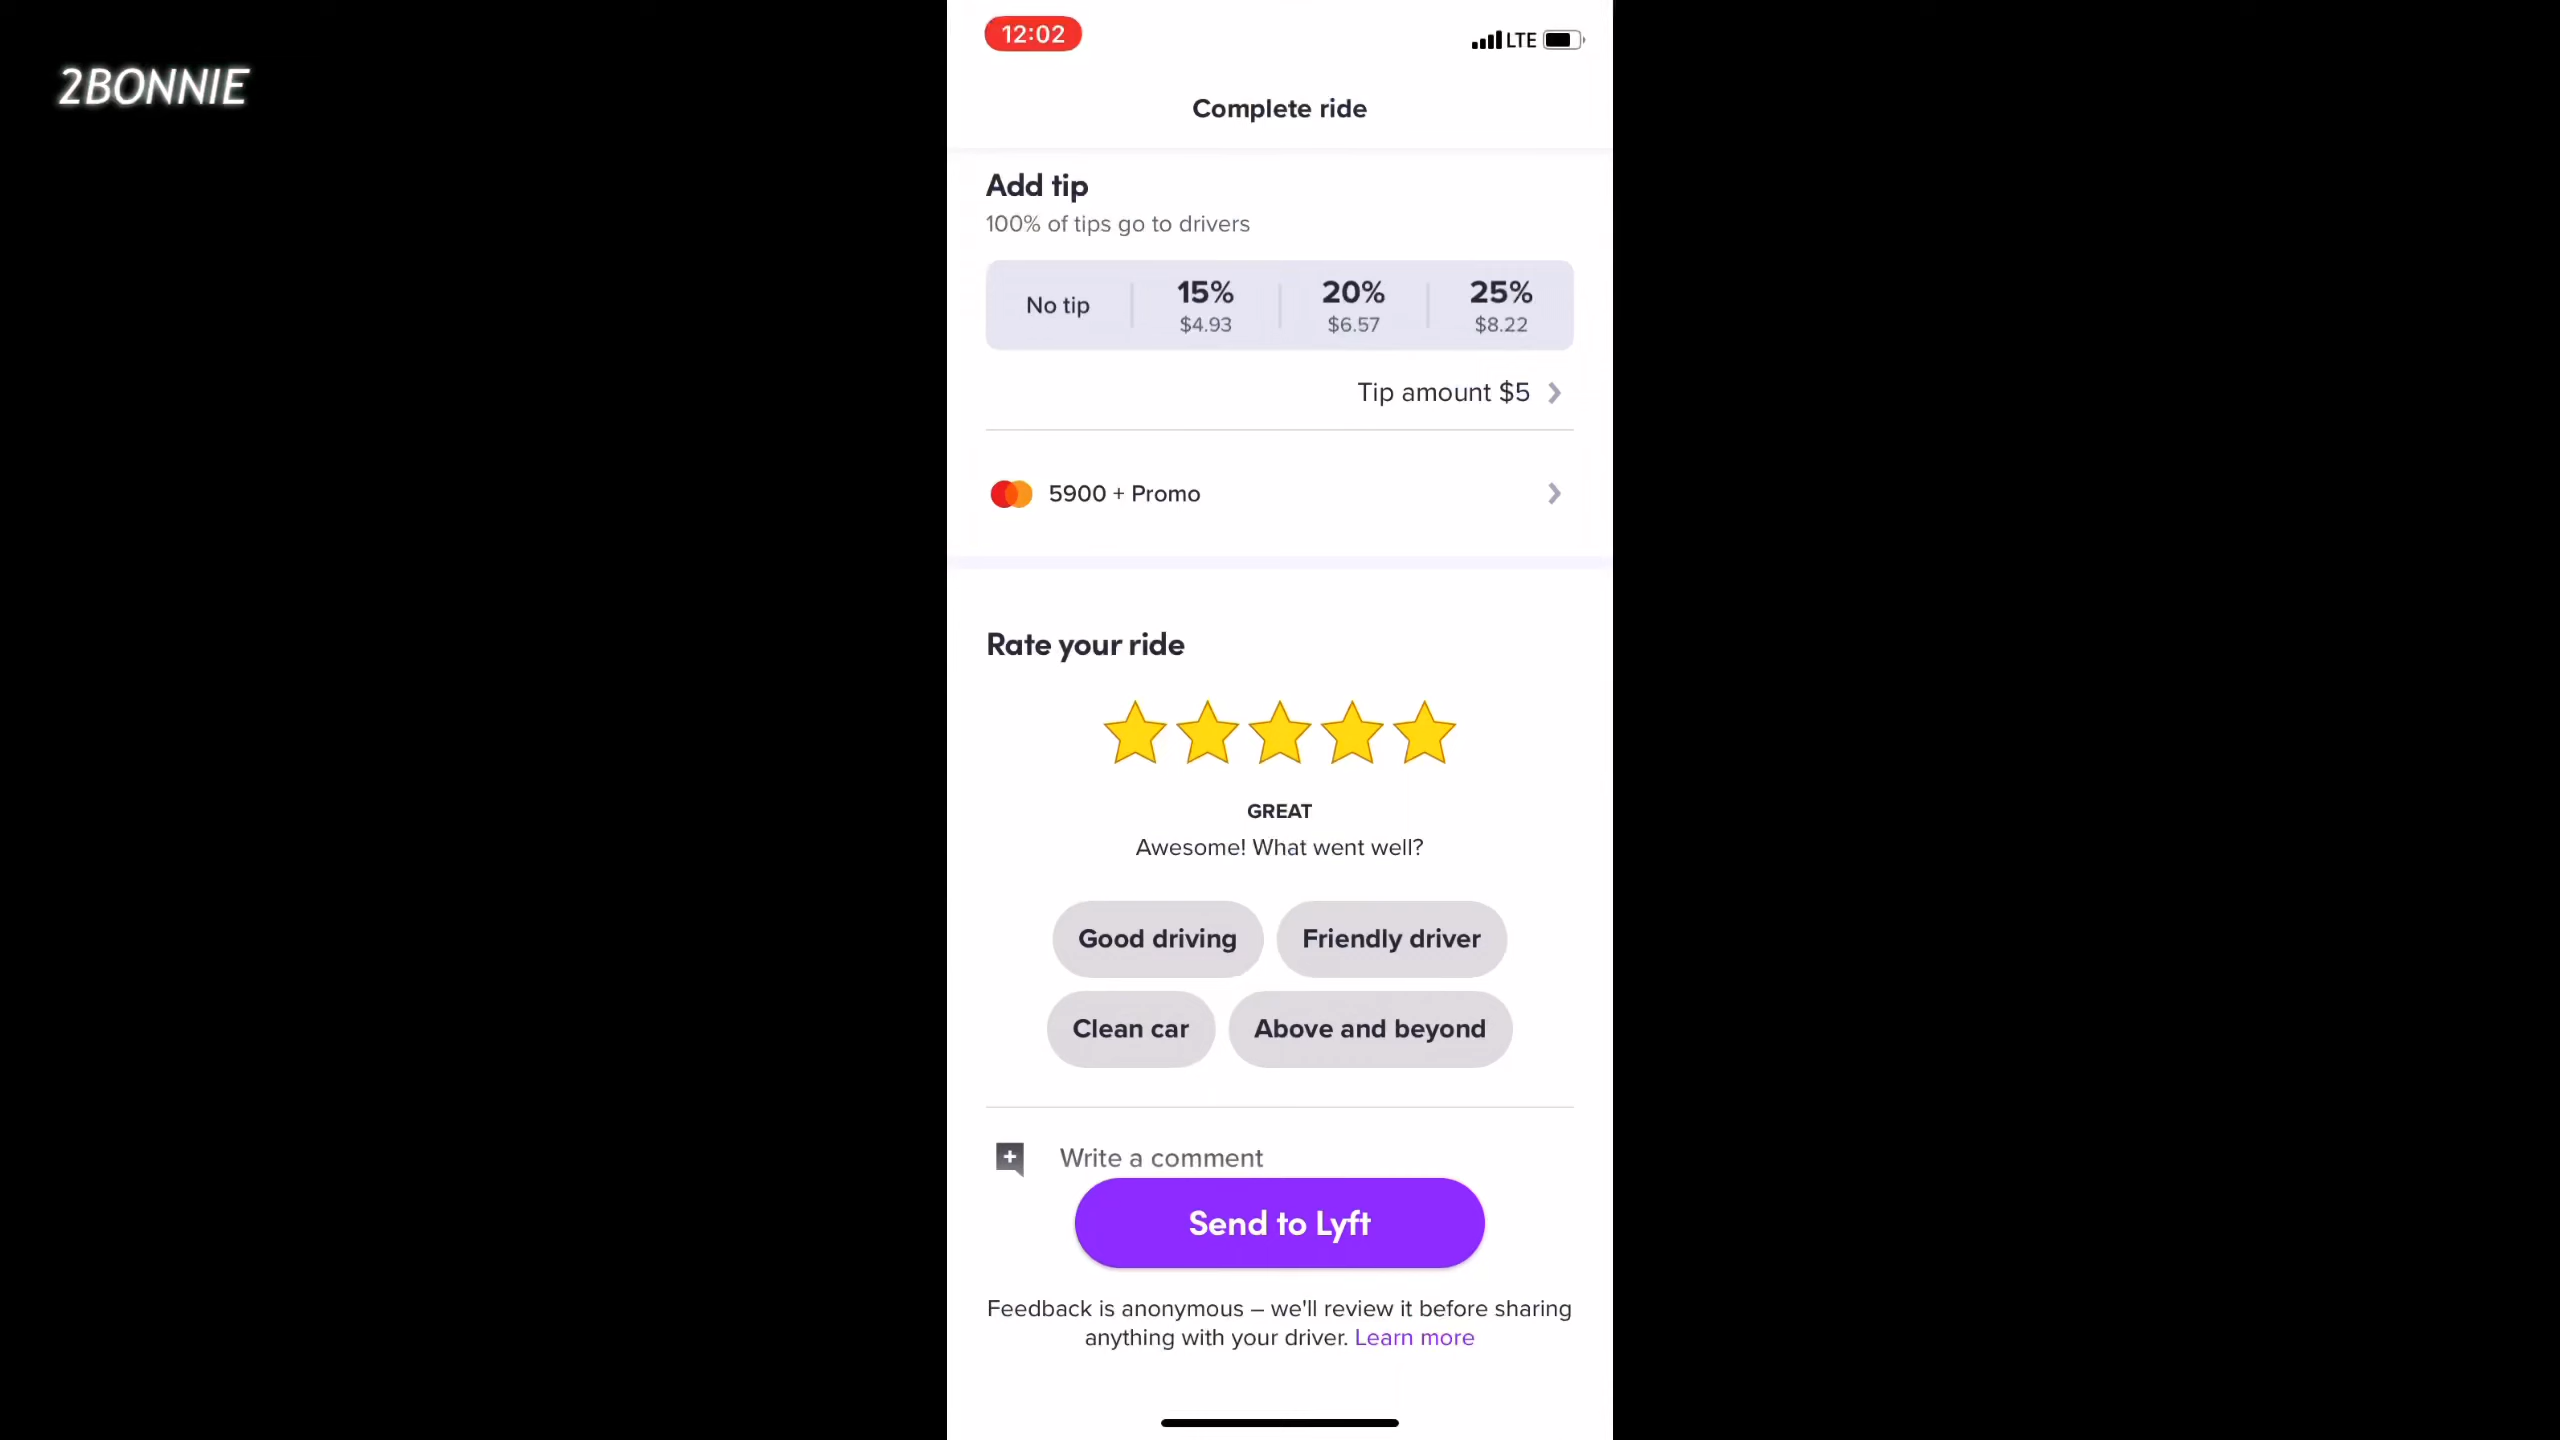 2BONNIE
12:02
LTE
Complete ride
Add tip
100% of tips go to drivers
No tip
15%
$4.93
20%
$6.57
25%
$8.22
Tip amount $5
5900 + Promo
Rate your ride
GREAT
Awesome! What went well?
Good driving
Friendly driver
Clean car
Above and beyond
Write a comment
Send to Lyft
Feedback is anonymous – we'll review it before sharing
anything with your driver. Learn more